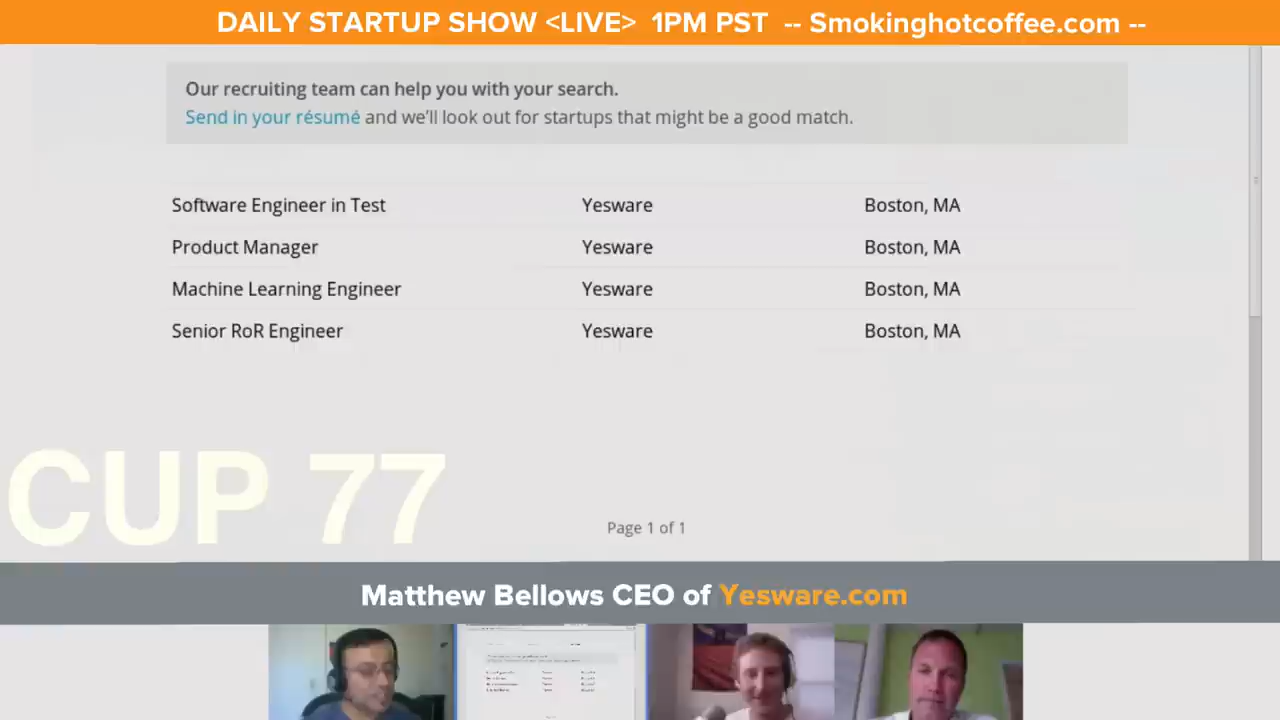 DAILY STARTUP SHOW <LIVE> 1PM PST -- Smokinghotcoffee.com --
Our recruiting team can help you with your search.
Send in your résumé and we'll look out for startups that might be a good match.
Software Engineer in Test Yesware Boston, MA
Product Manager Yesware Boston, MA
Machine Learning Engineer Yesware Boston, MA
Senior RoR Engineer Yesware Boston, MA
CUP 77
Page 1 of 1
Matthew Bellows CEO of Yesware.com